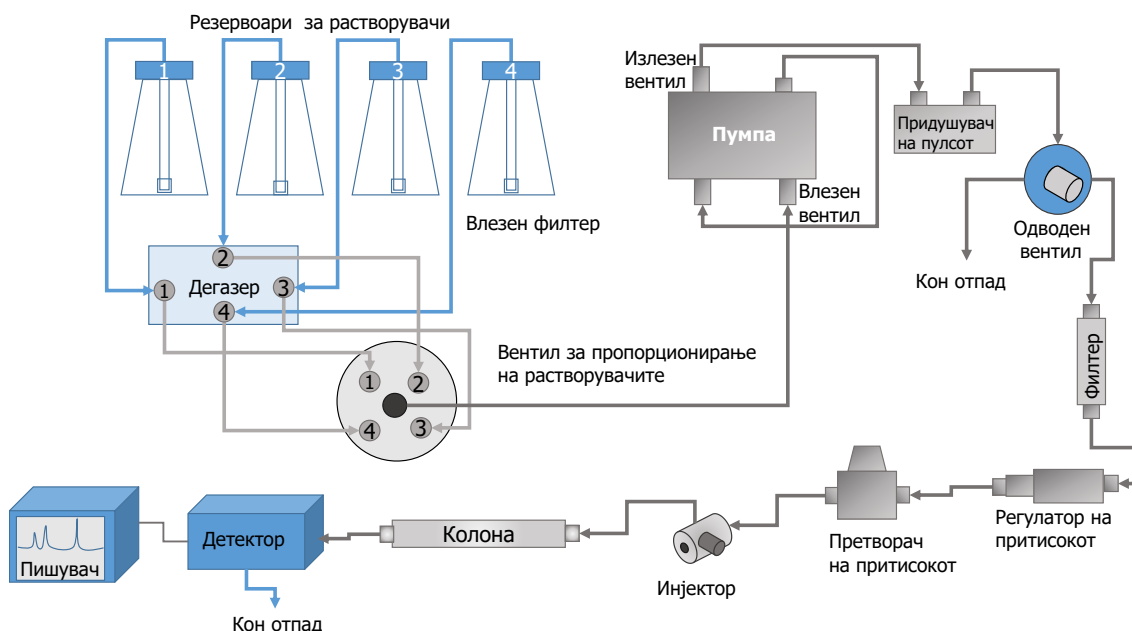 Резервоари за растворувачи
1
2
3
4
Влезен филтер
Дегазер
2
1
3
4
Вентил за пропорционирање
на растворувачите
1
2
4
3
Излезен
вентил
Пумпа
Влезен
вентил
Придушувач
на пулсот
Одводен
вентил
Кон отпад
Филтер
Регулатор на
притисокот
Претворач
на притисокот
Инјектор
Колона
Детектор
Кон отпад
Пишувач